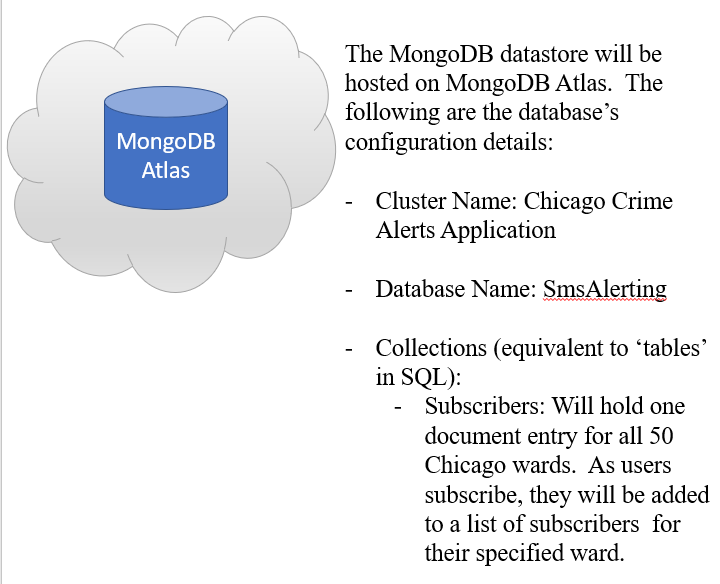 MongoDB
Atlas
The MongoDB datastore will be
hosted on MongoDB Atlas.  The
following are the database’s
configuration details:
- Cluster Name: Chicago Crime
Alerts Application
- Database Name: SmsAlerting
- Collections (equivalent to ‘tables’
in SQL):
- Subscribers: Will hold one
document entry for all 50
Chicago wards.  As users
subscribe, they will be added
to a list of subscribers  for
their specified ward.